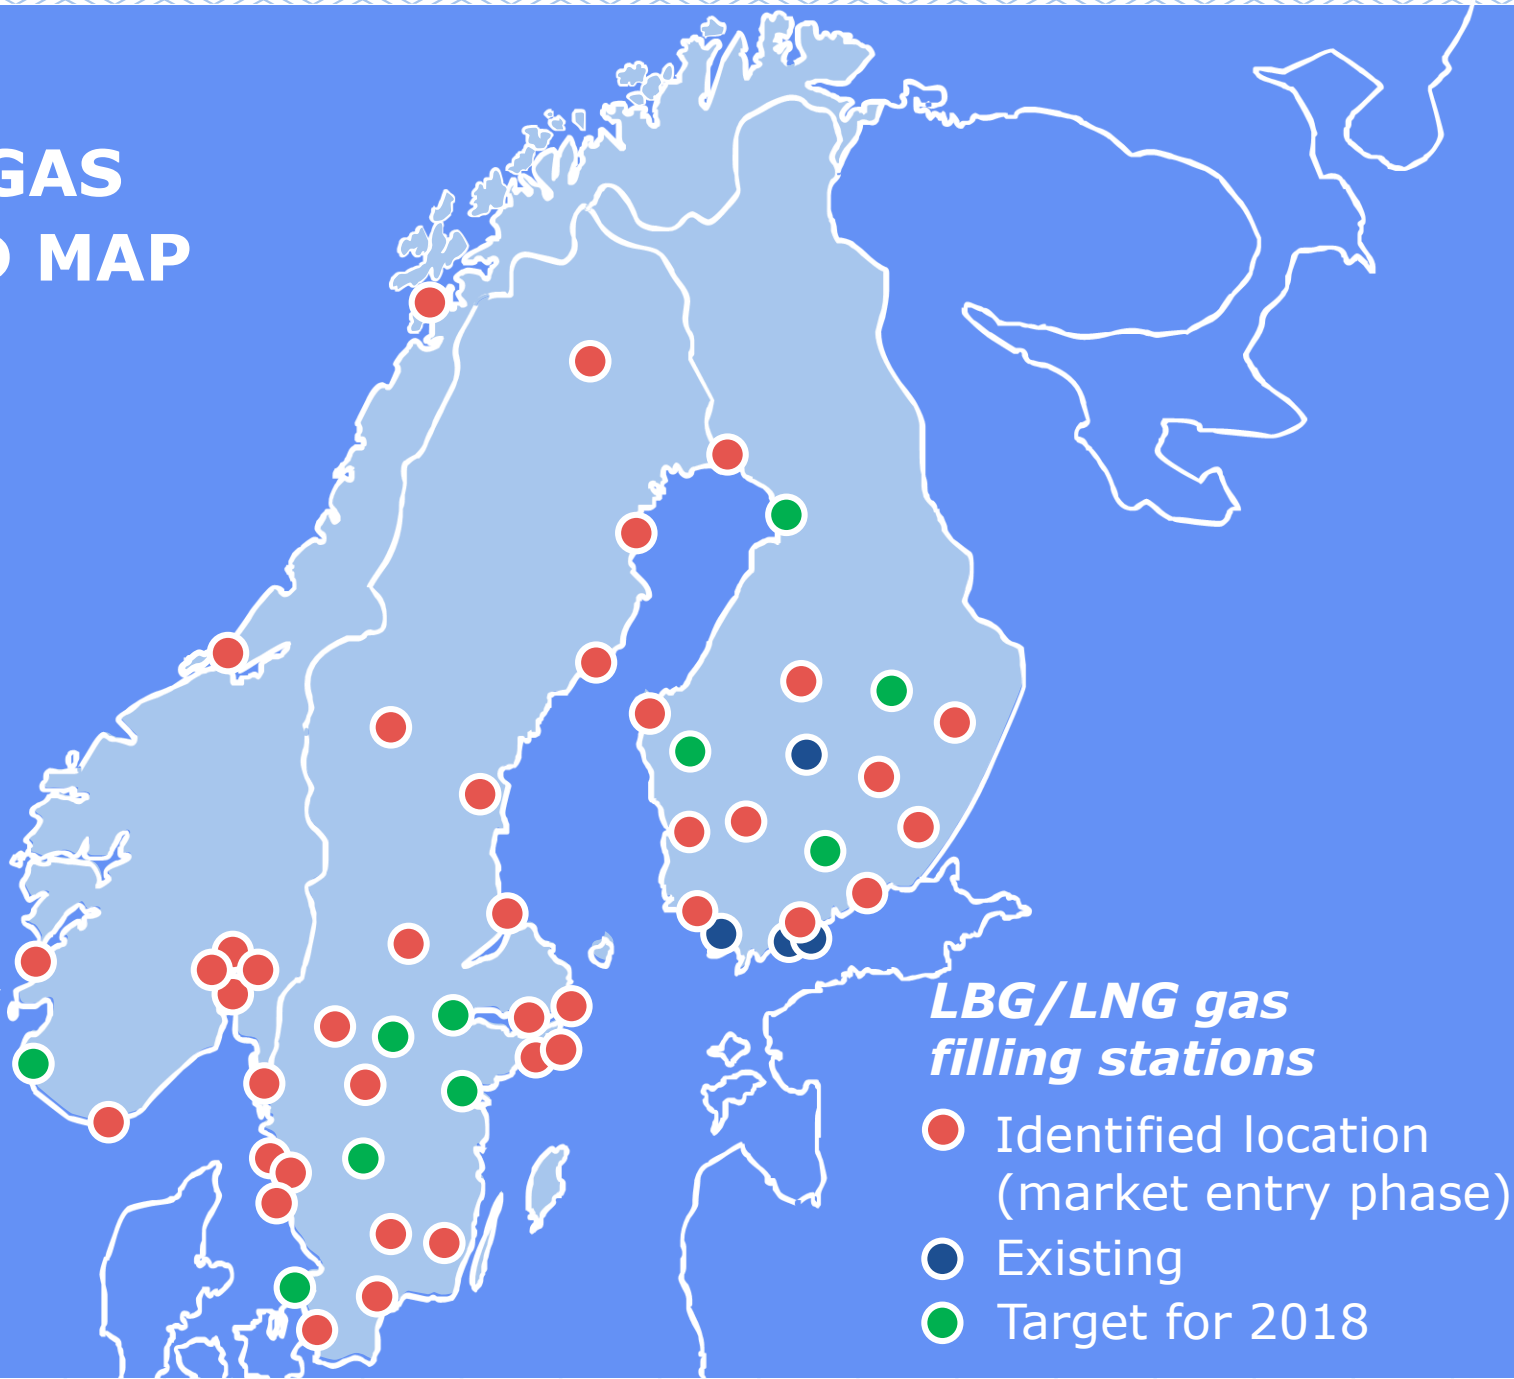 GAS
MAP
LBG/LNG gas
filling stations
Identified location
(market entry phase)
Existing
Target for 2018